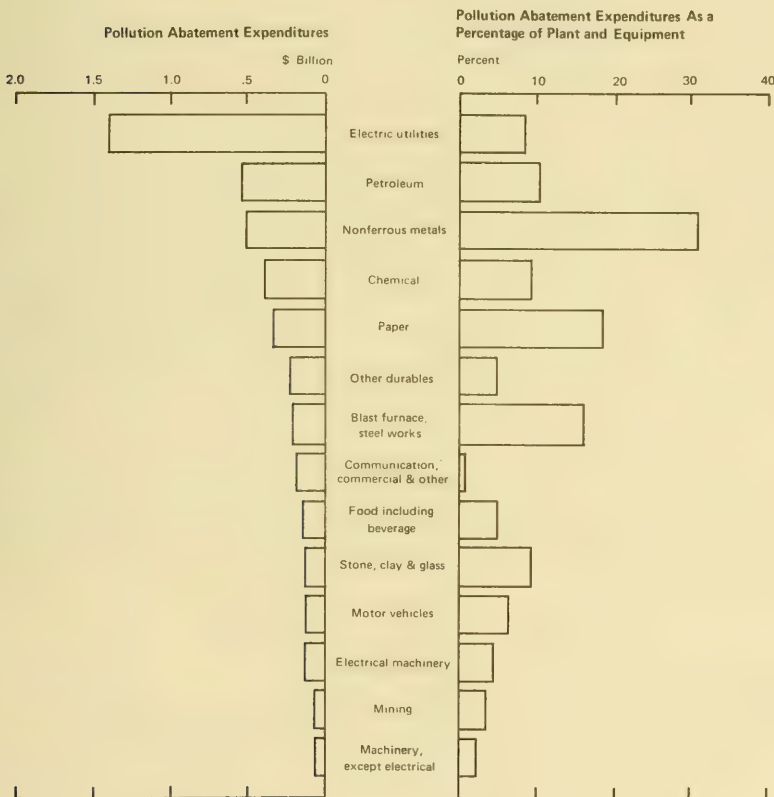 Pollution Abatement Expenditures
$ Billion
2.0 1.5 1.0 .5 0
Pollution Abatement Expenditures As a
Percentage of Plant and Equipment
Percent
0 10 20 30 40
Electric utilities
Petroleum
Nonferrous metals
Chemical
Paper
Other durables
Blast furnace,
steel works
Communication,
commercial & other
Food including
beverage
Stone, clay & glass
Motor vehicles
Electrical machinery
Mining
Machinery,
except electrical